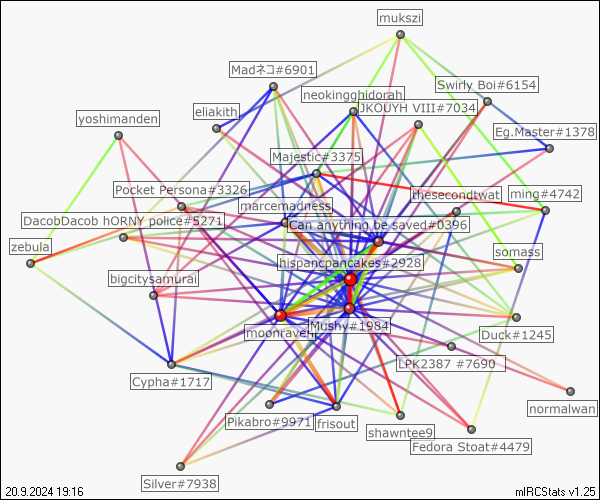 mukszi
Madネコ#6901
Swirly Boi#6154
neokingghidorah
JKOUYH VIII#7034
eliakith
yoshimanden
Eg.Master#1378
Majestic#3375
Pocket Persona#3326
thesecondtwat
ming#4742
marcemadness
DacobDacob hORNY police#5271
Can anything be saved#0396
zebula
somass
hispancpancakes#2928
bigcitysamurai
moonraven
Mushy#1984
Duck#1245
LPK2387 #7690
Cypha#1717
normalwan
Pikabro#9971
frisout
shawntee9
Fedora Stoat#4479
Silver#7938
20.9.2024 19:16
mIRCStats v1.25